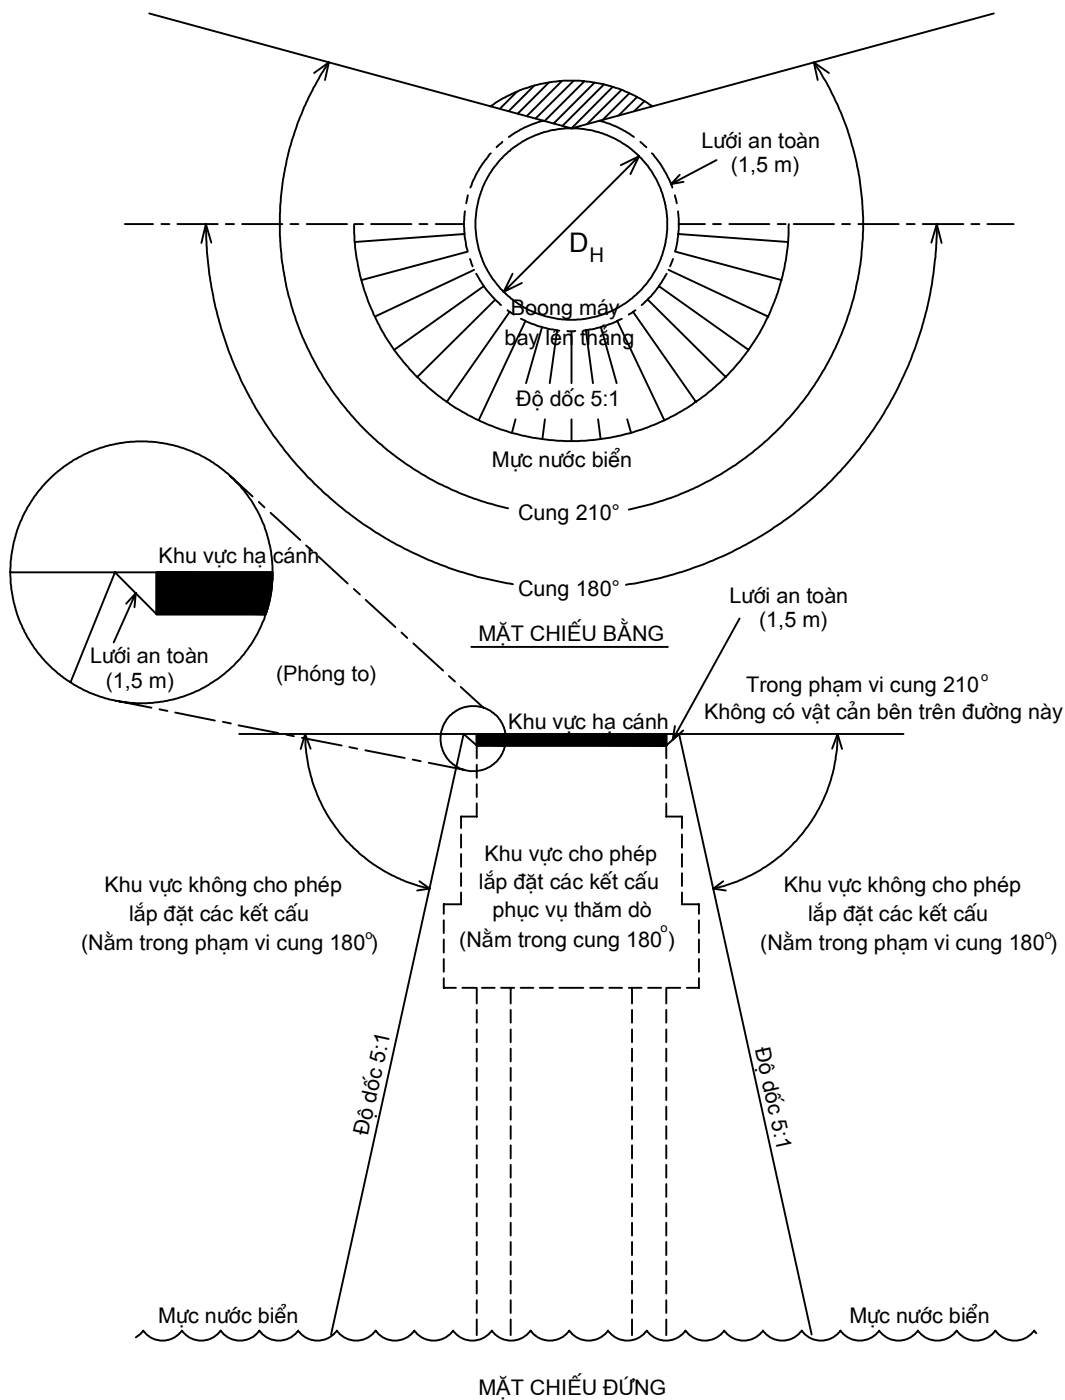 Lưới an toàn
(1,5 m)
D_H
Boong máy
bay lên thẳng
Độ dốc 5:1
Mực nước biển
Cung 210°
Cung 180°
MẶT CHIẾU BẰNG
Khu vực hạ cánh
Lưới an toàn
(1,5 m)
(Phóng to)
Lưới an toàn
(1,5 m)
Trong phạm vi cung 210°
Không có vật cản bên trên đường này
Khu vực hạ cánh
Khu vực không cho phép
lắp đặt các kết cấu
(Nằm trong phạm vi cung 180°)
Khu vực cho phép
lắp đặt các kết cấu
phục vụ thăm dò
(Nằm trong cung 180°)
Khu vực không cho phép
lắp đặt các kết cấu
(Nằm trong phạm vi cung 180°)
Độ dốc 5:1
Độ dốc 5:1
Mực nước biển
Mực nước biển
MẶT CHIẾU ĐỨNG